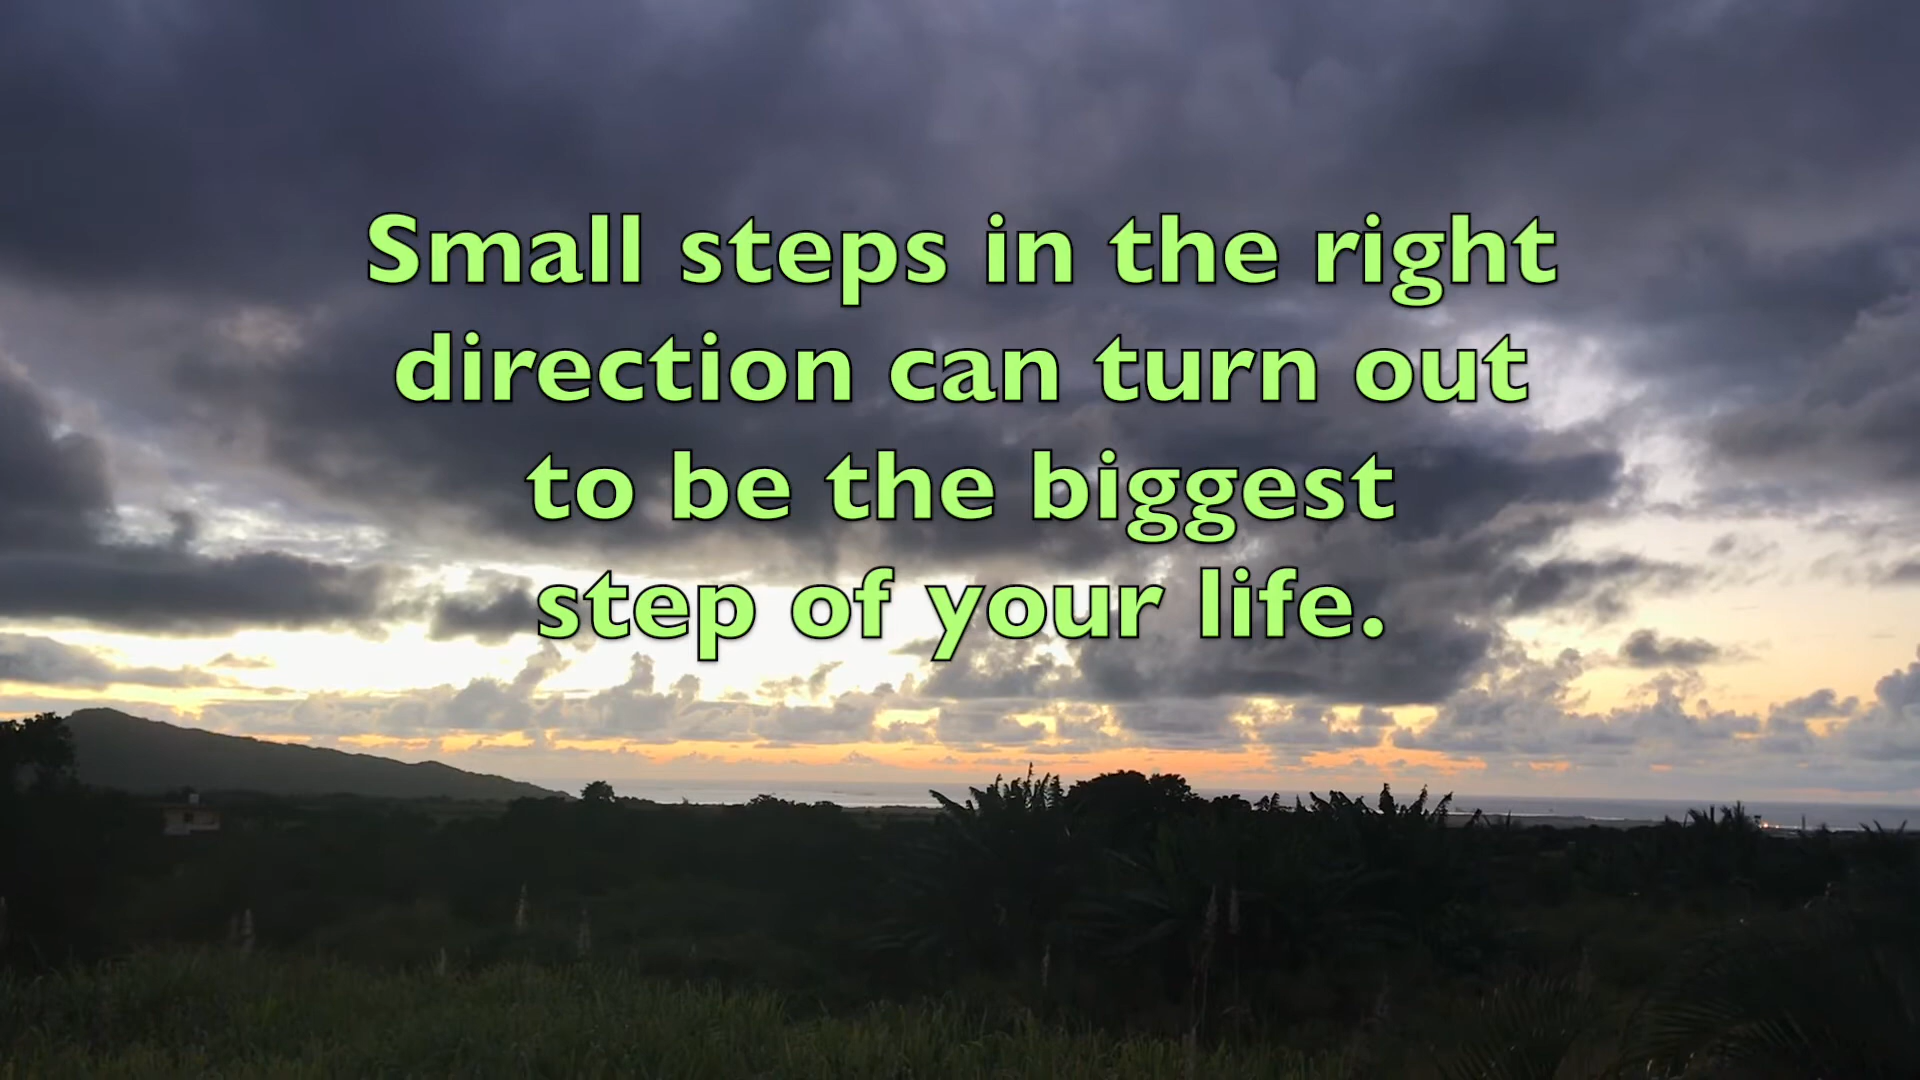 Small steps in the right
direction can turn out
to be the biggest
step of your life.